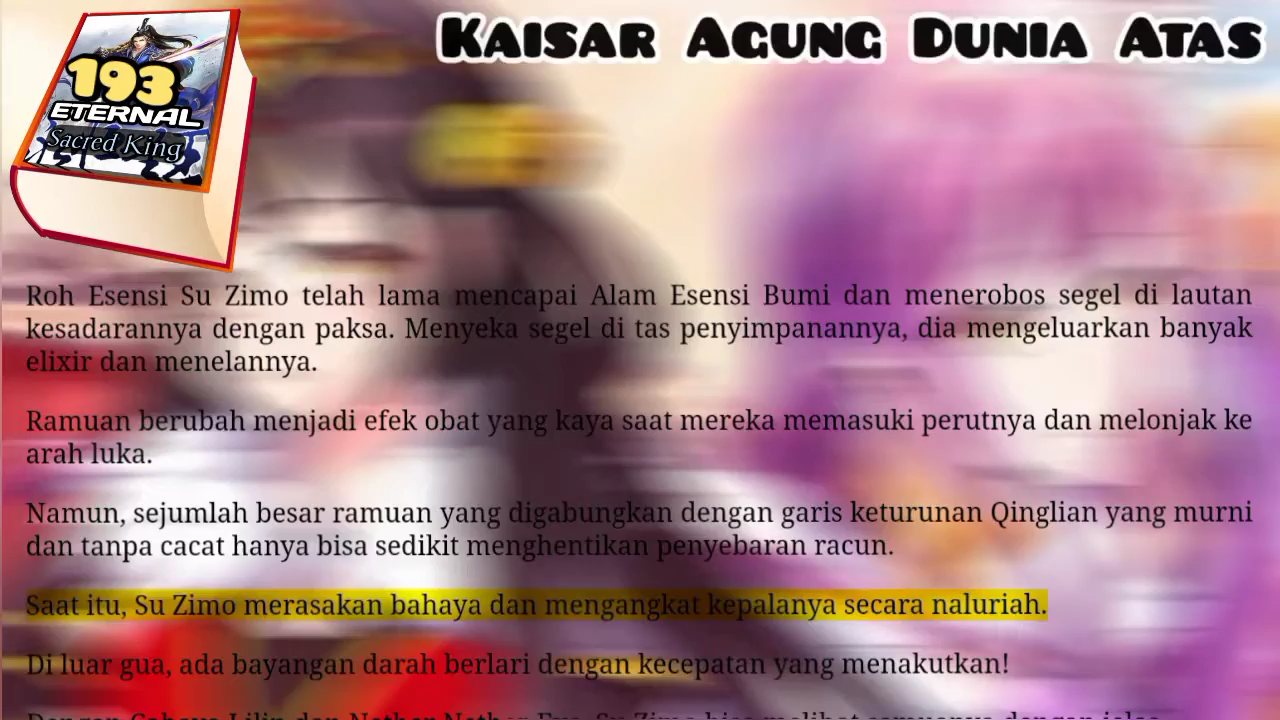 Kaisar Agung Dunia Atas
193
ETERNAL
Sacred King
Roh Esensi Su Zimo telah lama mencapai Alam Esensi Bumi dan menerobos segel di lautan
kesadarannya dengan paksa. Menyeka segel di tas penyimpanannya, dia mengeluarkan banyak
elixir dan menelannya.
Ramuan berubah menjadi efek obat yang kaya saat mereka memasuki perutnya dan melonjak ke
arah luka.
Namun, sejumlah besar ramuan yang digabungkan dengan garis keturunan Qinglian yang murni
dan tanpa cacat hanya bisa sedikit menghentikan penyebaran racun.
Saat itu, Su Zimo merasakan bahaya dan mengangkat kepalanya secara naluriah.
Di luar gua, ada bayangan darah berlari dengan kecepatan yang menakutkan!